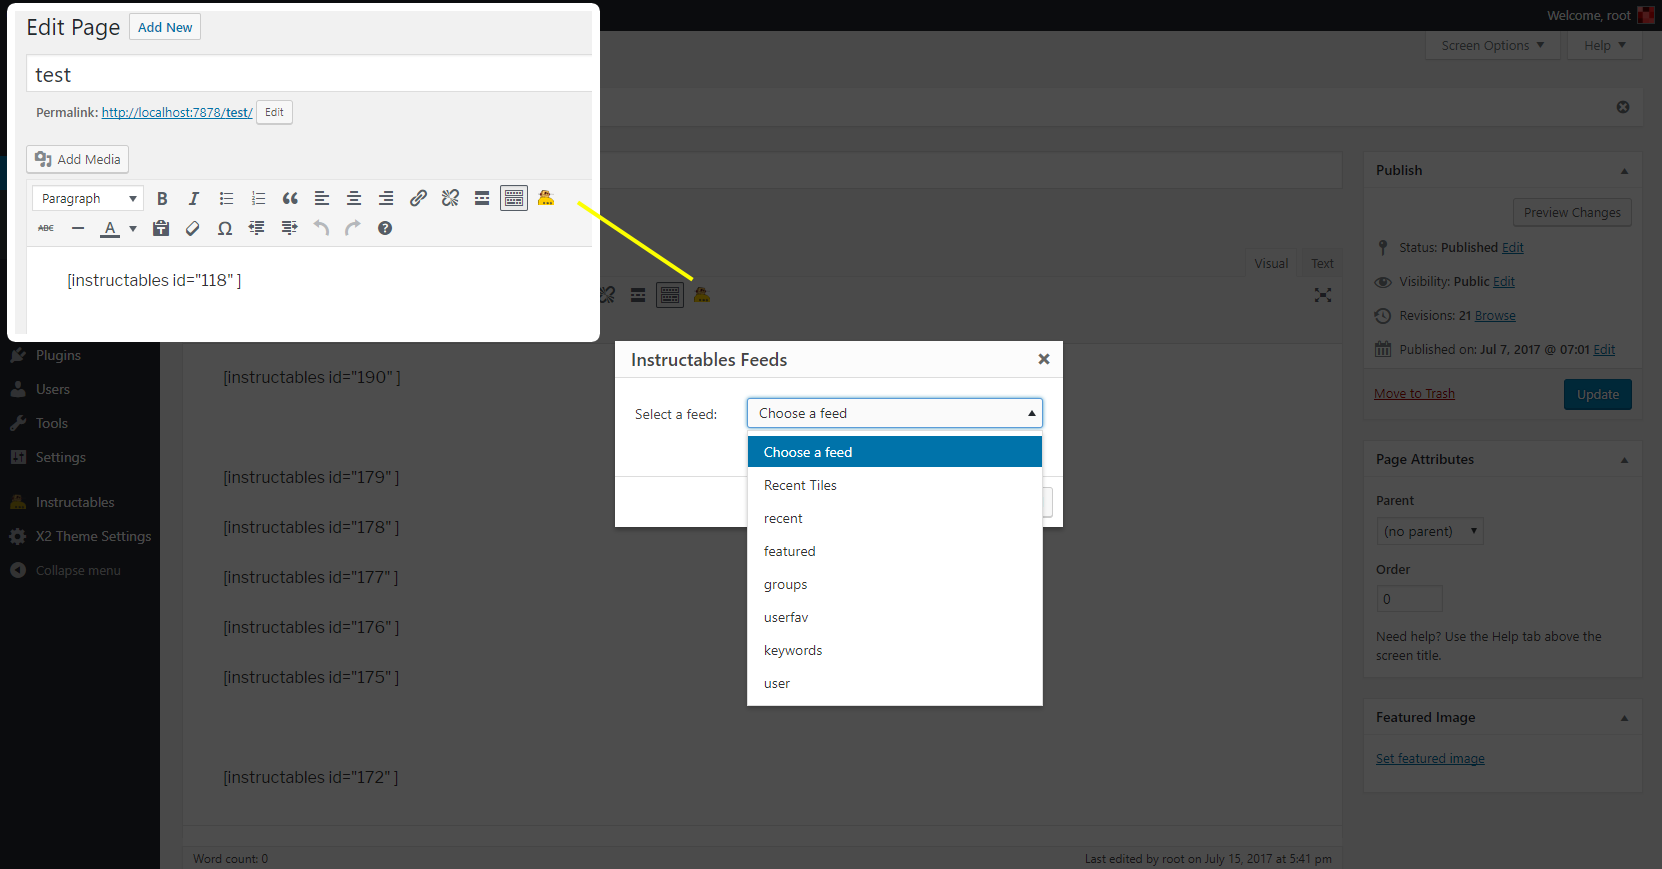 Welcome, root
Screen Options
Help
Edit Page
Add New
test
Permalink: http://localhost:7878/test/
Edit
Add Media
Paragraph
B
I
ABC
A
Ω
[instructables id="118" ]
Visual
Text
Plugins
Users
Tools
Settings
Instructables
X2 Theme Settings
Collapse menu
[instructables id="190" ]
[instructables id="179" ]
[instructables id="178" ]
[instructables id="177" ]
[instructables id="176" ]
[instructables id="175" ]
[instructables id="172" ]
Word count: 0
Last edited by root on July 15, 2017 at 5:41 pm
Instructables Feeds
Select a feed:
Choose a feed
Choose a feed
Recent Tiles
recent
featured
groups
userfav
keywords
user
Publish
Preview Changes
Status: Published Edit
Visibility: Public Edit
Revisions: 21 Browse
Published on: Jul 7, 2017 @ 07:01 Edit
Move to Trash
Update
Page Attributes
Parent
(no parent)
Order
0
Need help? Use the Help tab above the
screen title.
Featured Image
Set featured image